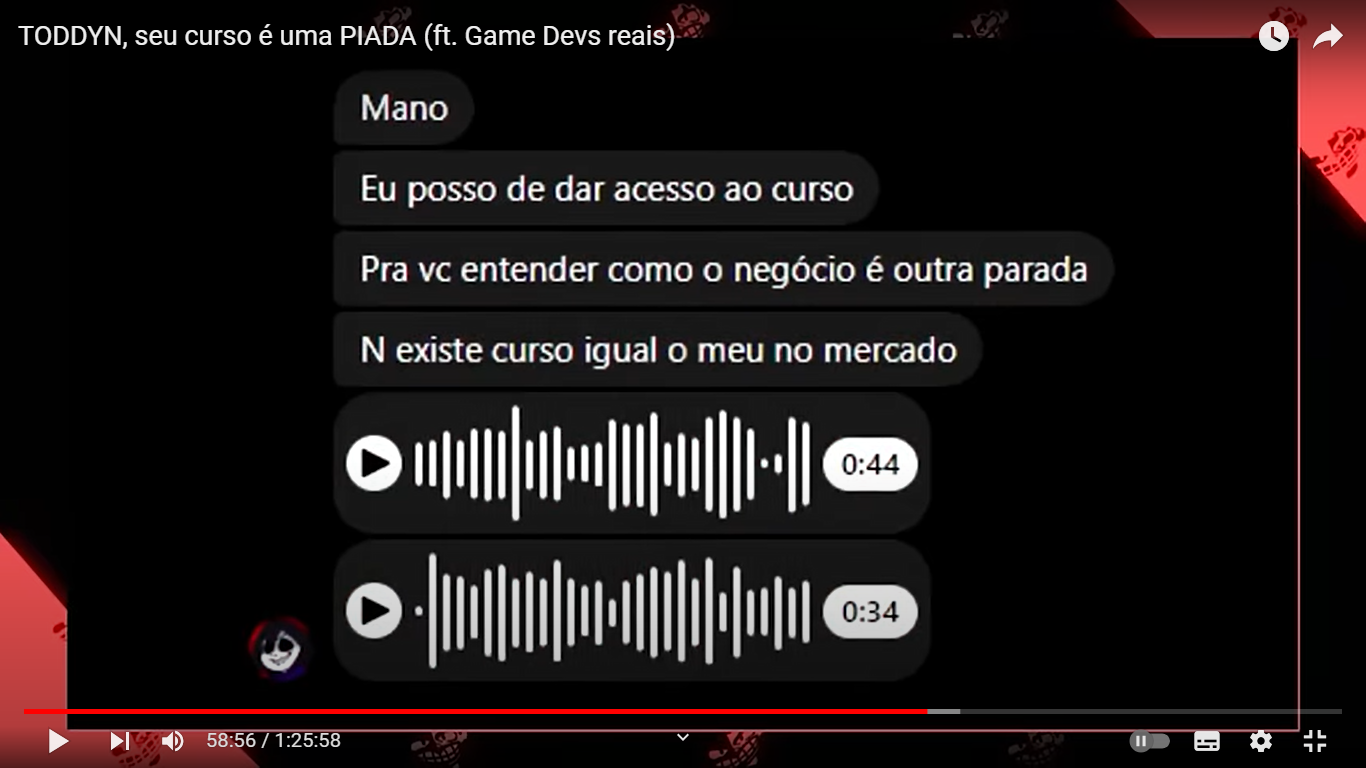 TODDYN, seu curso é uma PIADA (ft. Game Devs reais)
Mano
Eu posso de dar acesso ao curso
Pra vc entender como o negócio é outra parada
N existe curso igual o meu no mercado
0:44
0:34
58:56 / 1:25:58